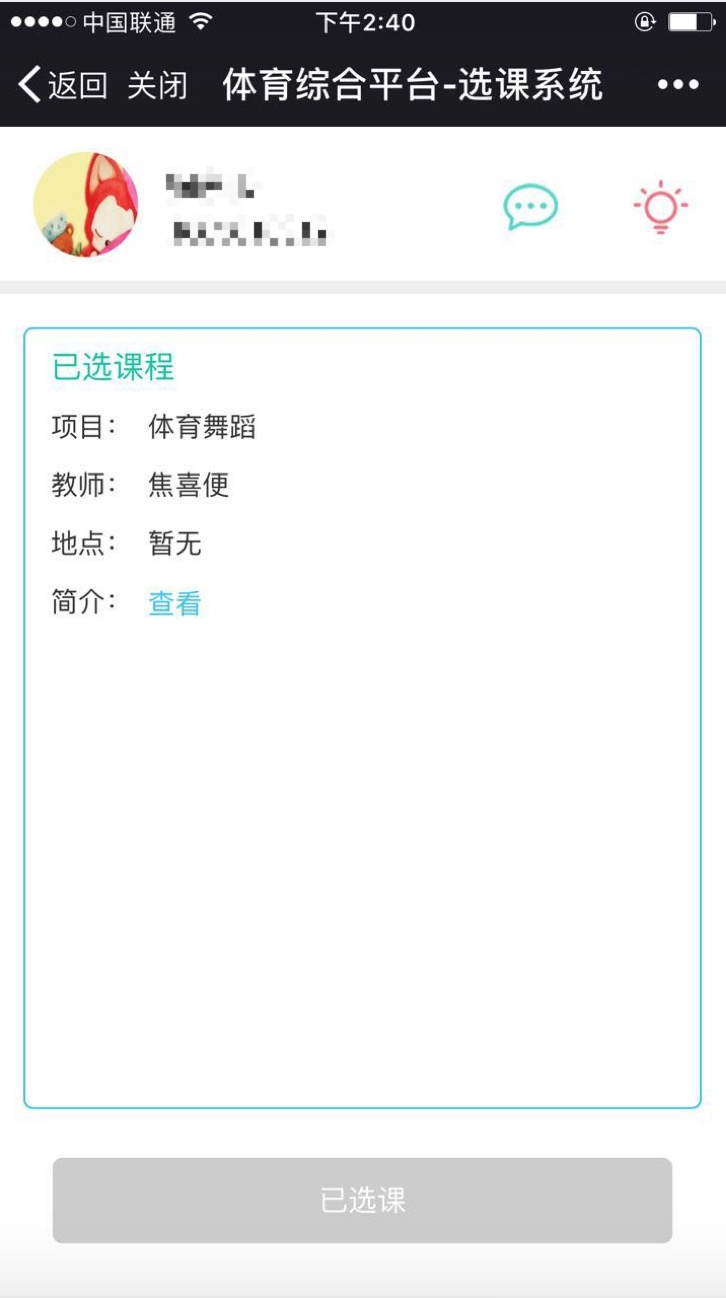 中国联通 下午2:40
返回 关闭 体育综合平台-选课系统
已选课程
项目： 体育舞蹈
教师： 焦喜便
地点： 暂无
简介： 查看
已选课